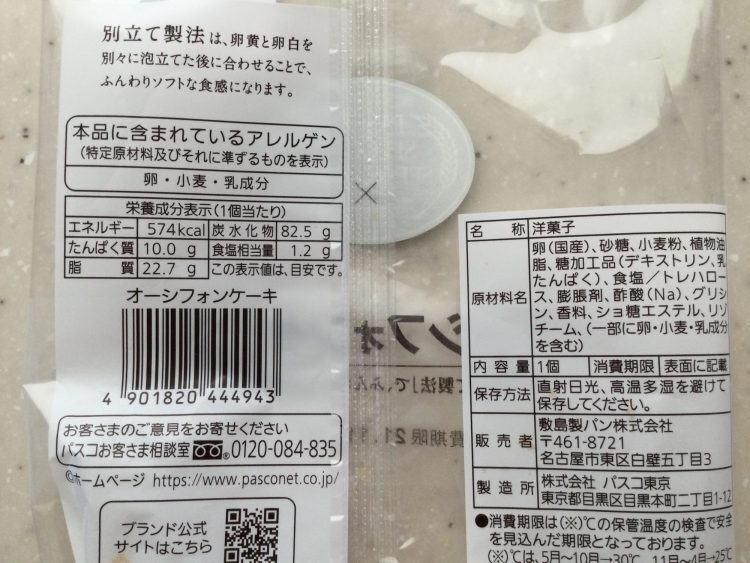 別立て製法は、卵黄と卵白を
別々に泡立てた後に合わせることで、
ふんわりソフトな食感になります。
本品に含まれているアレルゲン
(特定原材料及びそれに準ずるものを表示)
卵・小麦・乳成分
栄養成分表示(1個当たり)
エネルギー 574kcal 炭水化物 82.5 g
たんぱく質 10.0 g 食塩相当量 1.2 g
脂質 22.7 g この表示値は、目安です。
オーシフォンケーキ
4 901820 444943
お客さまのご意見をお寄せください
パスコお客さま相談室 0120-084-835
©ホームページ https://www.pasconet.co.jp/
ブランド公式
サイトはこちら
名称 洋菓子
原材料名
卵(国産)、砂糖、小麦粉、植物油
脂、糖加工品(デキストリン、乳
たんぱく)、食塩/トレハロー
ス、膨脹剤、酢酸(Na)、グリシ
ン、香料、ショ糖エステル、リゾ
チーム、(一部に卵・小麦・乳成分
を含む)
内容量 1個 消費期限 表面に記載
保存方法
直射日光、高温多湿を避けて
保存してください。
販売者
敷島製パン株式会社
〒461-8721
名古屋市東区白壁五丁目3
製造所
株式会社 パスコ東京
東京都目黒区目黒本町二丁目1-12
●消費期限は(※)℃の保管温度の検査で安全
を見込んだ期限となっております。
(※)℃は、5月〜10月→30℃、11月〜4月→25℃